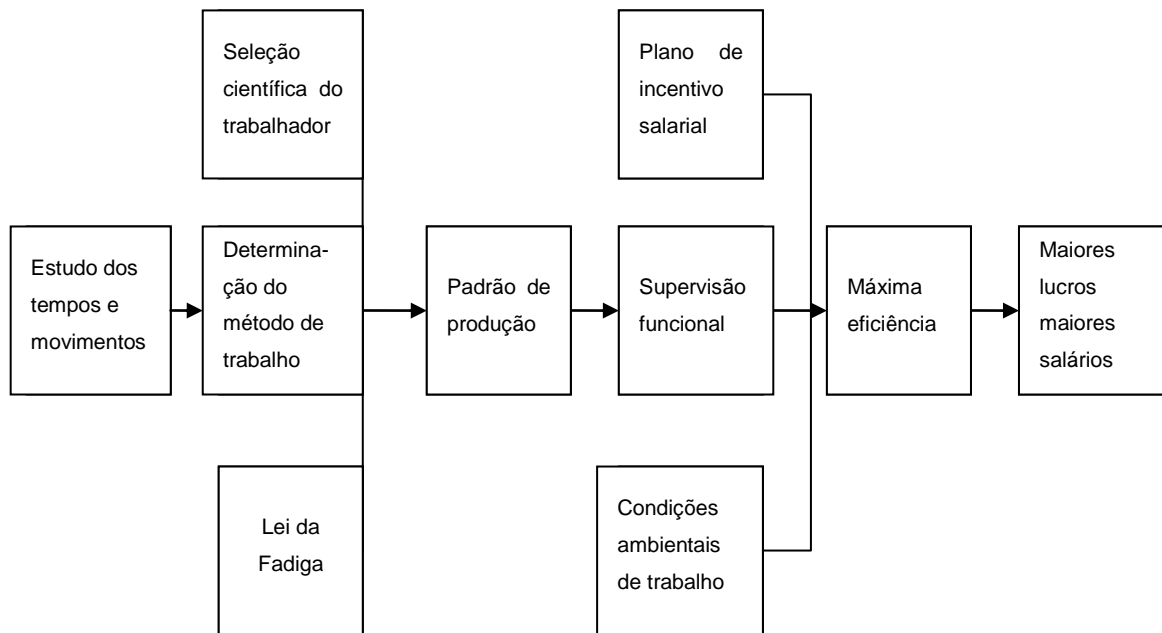 Seleção
científica do
trabalhador
Plano de
incentivo
salarial
Estudo dos
tempos e
movimentos
Determina-
ção do
método de
trabalho
Padrão de
produção
Supervisão
funcional
Máxima
eficiência
Maiores
lucros
maiores
salários
Lei da
Fadiga
Condições
ambientais
de trabalho